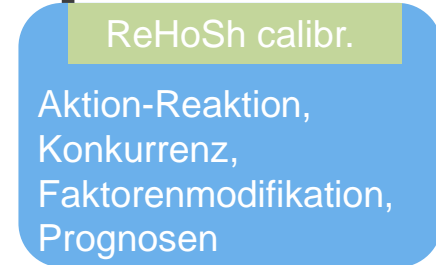 ReHoSh calibr.
Aktion-Reaktion,
Konkurrenz,
Faktorenmodifikation,
Prognosen